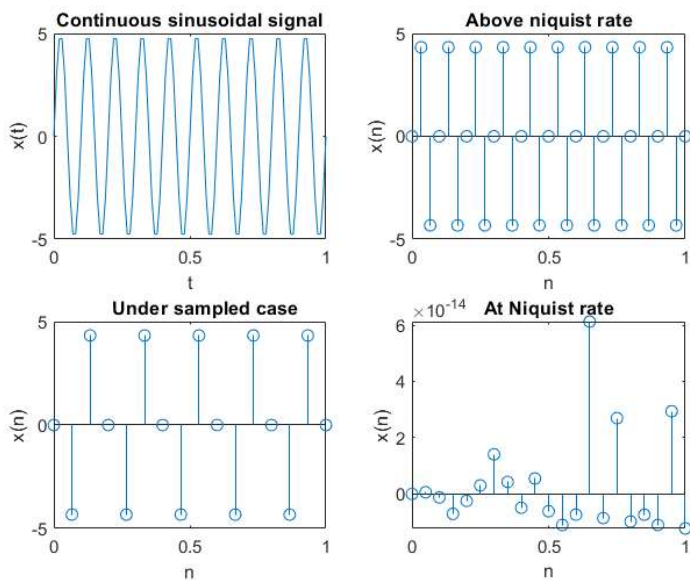 Continuous sinusoidal signal
5
0
-5
x(t)
0
0.5
1
t
Above niquist rate
5
0
-5
x(n)
0
0.5
1
n
Under sampled case
5
0
-5
x(n)
0
0.5
1
n
At Niquist rate
×10-14
6
4
2
0
x(n)
0
0.5
1
n